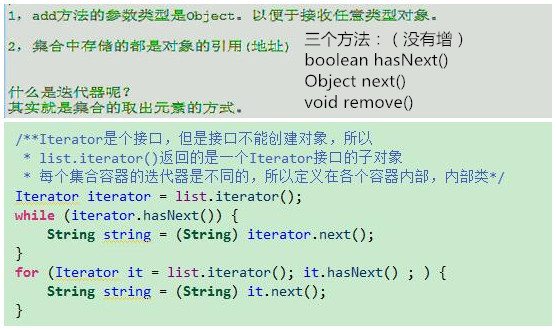 1，add方法的参数类型是Object。以便于接收任意类型对象。
2，集合中存储的都是对象的引用(地址)
三个方法：（没有增）
boolean hasNext()
Object next()
void remove()
什么是迭代器呢？
其实就是集合的取出元素的方式。
/**Iterator是个接口，但是接口不能创建对象，所以
* list.iterator()返回的是一个Iterator接口的子对象
* 每个集合容器的迭代器是不同的，所以定义在各个容器内部，内部类*/
Iterator iterator = list.iterator();
while (iterator.hasNext()) {
String string = (String) iterator.next();
}
for (Iterator it = list.iterator(); it.hasNext() ; ) {
String string = (String) it.next();
}